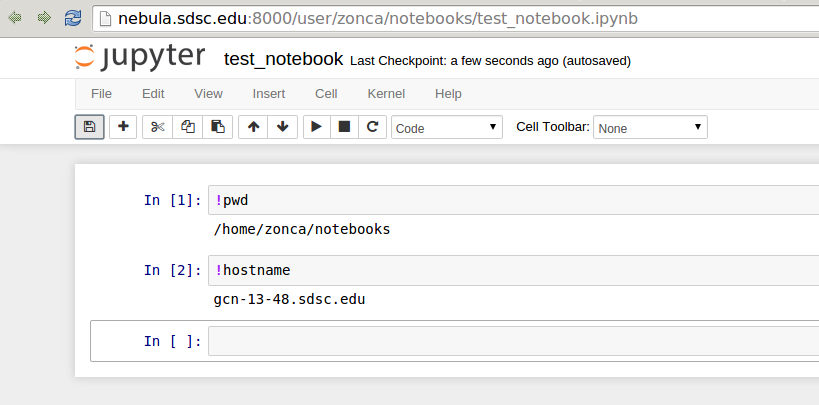 nebula.sdsc.edu:8000/user/zonca/notebooks/test_notebook.ipynb
jupyter test_notebook Last Checkpoint: a few seconds ago (autosaved)
File Edit View Insert Cell Kernel Help
Code Cell Toolbar: None
In [1]: !pwd
/home/zonca/notebooks
In [2]: !hostname
gcn-13-48.sdsc.edu
In [ ]: